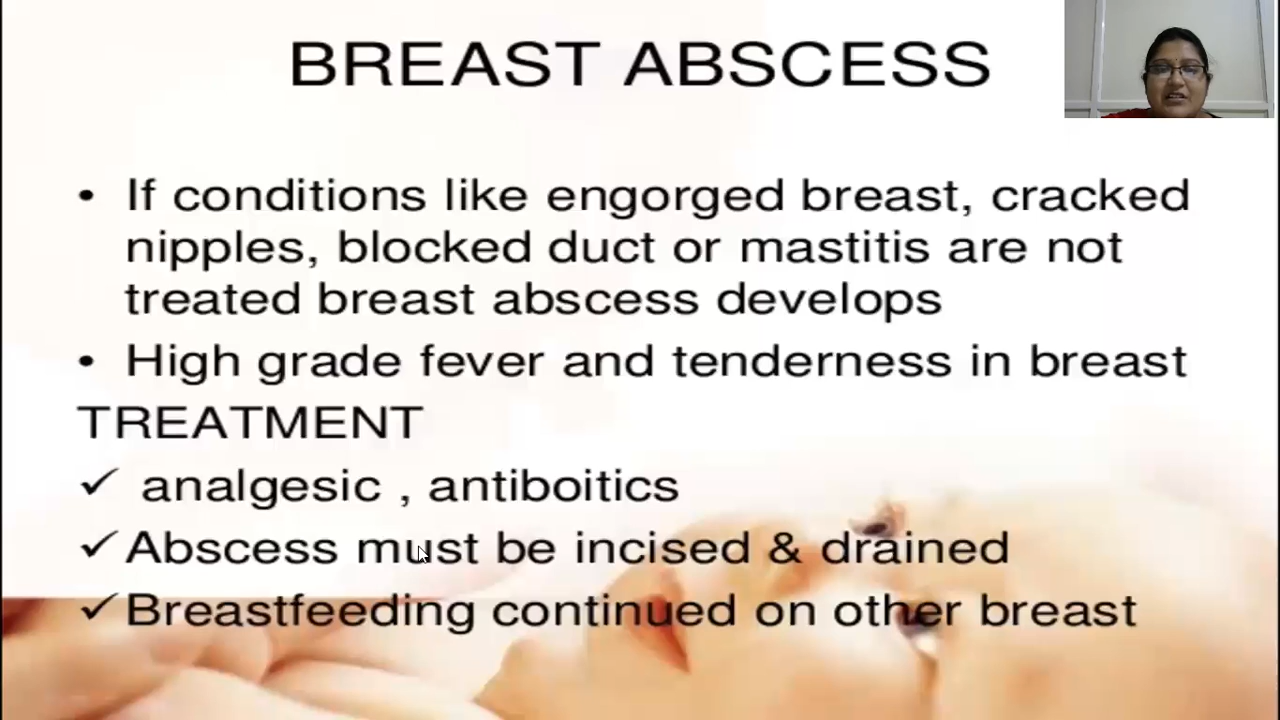 BREAST ABSCESS
• If conditions like engorged breast, cracked
nipples, blocked duct or mastitis are not
treated breast abscess develops
• High grade fever and tenderness in breast
TREATMENT
✓ analgesic , antiboitics
✓ Abscess must be incised & drained
✓ Breastfeeding continued on other breast